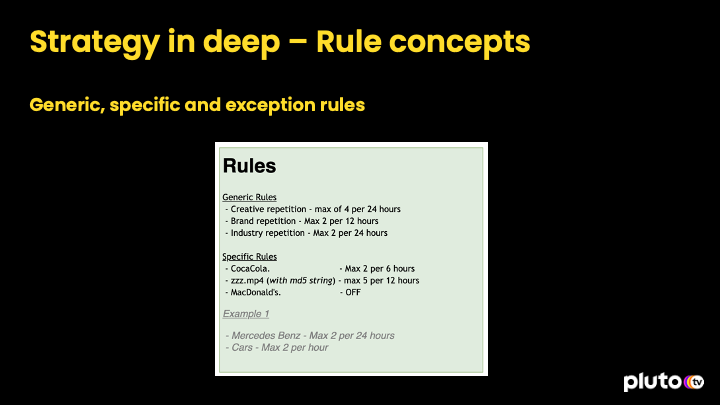 Strategy in deep – Rule concepts
Generic, specific and exception rules
Rules
Generic Rules
- Creative repetition - max of 4 per 24 hours
- Brand repetition - Max 2 per 12 hours
- Industry repetition - Max 2 per 24 hours
Specific Rules
- CocaCola. - Max 2 per 6 hours
- zzz.mp4 (with md5 string) - max 5 per 12 hours
- MacDonald's. - OFF
Example 1
- Mercedes Benz - Max 2 per 24 hours
- Cars - Max 2 per hour
pluto tv